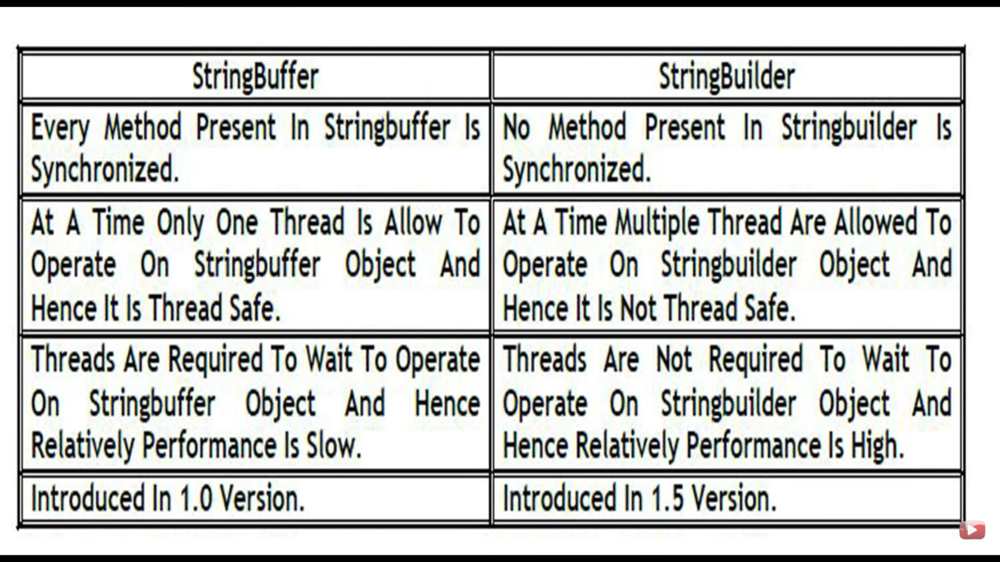 StringBuffer
StringBuilder
Every Method Present In Stringbuffer Is
Synchronized.
No Method Present In Stringbuilder Is
Synchronized.
At A Time Only One Thread Is Allow To
Operate On Stringbuffer Object And
Hence It Is Thread Safe.
At A Time Multiple Thread Are Allowed To
Operate On Stringbuilder Object And
Hence It Is Not Thread Safe.
Threads Are Required To Wait To Operate
On Stringbuffer Object And Hence
Relatively Performance Is Slow.
Threads Are Not Required To Wait To
Operate On Stringbuilder Object And
Hence Relatively Performance Is High.
Introduced In 1.0 Version.
Introduced In 1.5 Version.